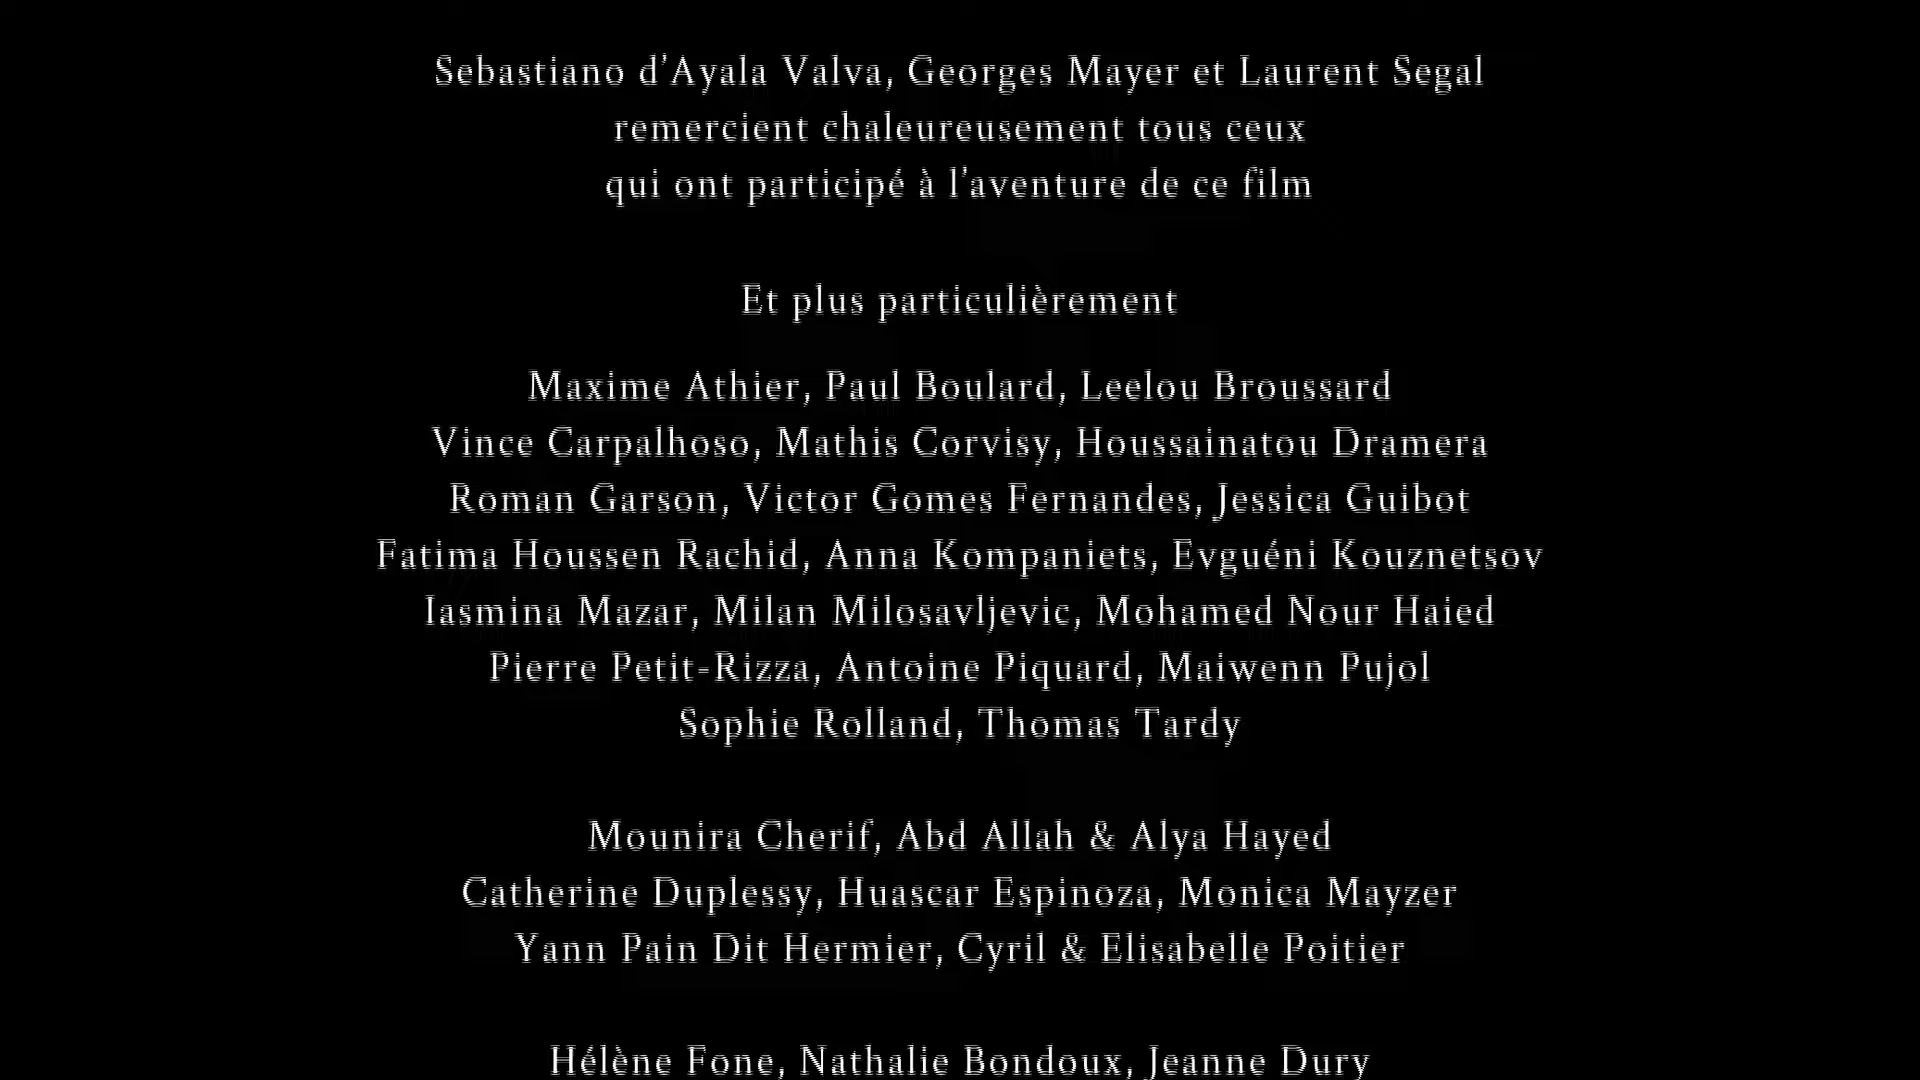 Sebastiano d'Ayala Valva, Georges Mayer et Laurent Segal
remercient chaleureusement tous ceux
qui ont participé à l'aventure de ce film
Et plus particulièrement
Maxime Athier, Paul Boulard, Leelou Broussard
Vince Carpalhoso, Mathis Corvisy, Houssainatou Dramera
Roman Garson, Victor Gomes Fernandes, Jessica Guibot
Fatima Houssen Rachid, Anna Kompaniets, Evguéni Kouznetsov
Iasmina Mazar, Milan Milosavljevic, Mohamed Nour Haied
Pierre Petit-Rizza, Antoine Piquard, Maiwenn Pujol
Sophie Rolland, Thomas Tardy
Mounira Cherif, Abd Allah & Alya Hayed
Catherine Duplessy, Huascar Espinoza, Monica Mayzer
Yann Pain Dit Hermier, Cyril & Elisabelle Poitier
Hélène Fone, Nathalie Bondoux, Jeanne Dury